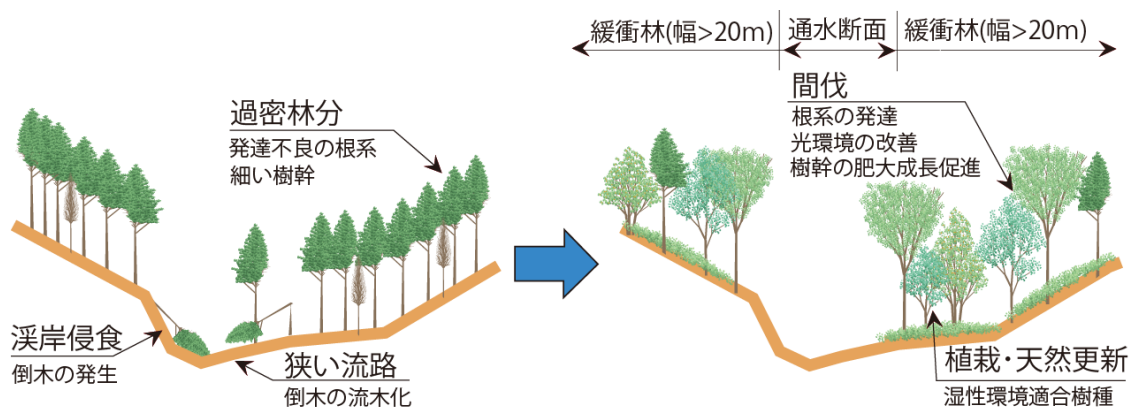 過密林分
発達不良の根系
細い樹幹
渓岸侵食
倒木の発生
狭い流路
倒木の流木化
緩衝林(幅>20m)
通水断面
緩衝林(幅>20m)
間伐
根系の発達
光環境の改善
樹幹の肥大成長促進
植栽・天然更新
湿性環境適合樹種